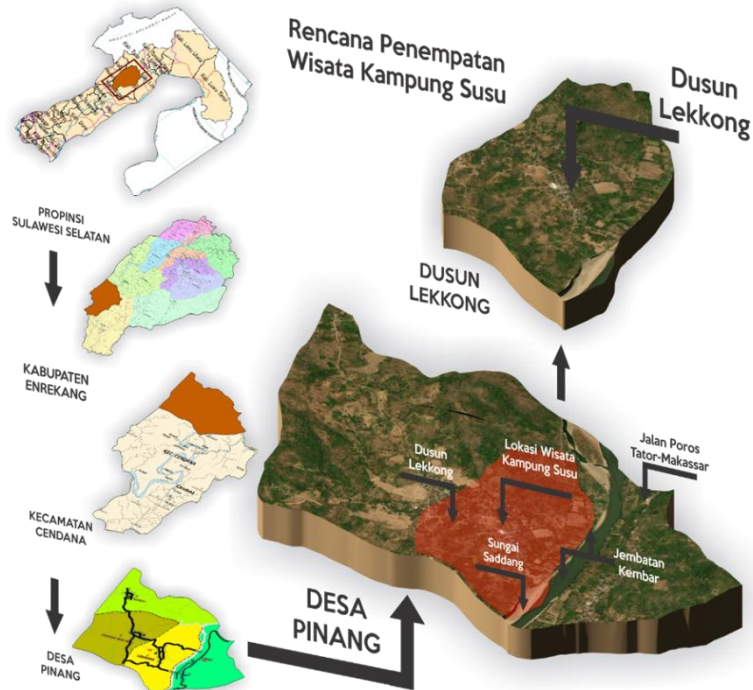 Rencana Penempatan
Wisata Kampung Susu
Dusun
Lekkong
PROPINSI
SULAWESI SELATAN
DUSUN
LEKKONG
KABUPATEN
ENREKANG
Dusun
Lekkong
Lokasi Wisata
Kampung Susu
Jalan Poros
Tator-Makassar
KECAMATAN
CENDANA
Sungai
Saddang
Jembatan
Kembar
DESA
PINANG
DESA
PINANG